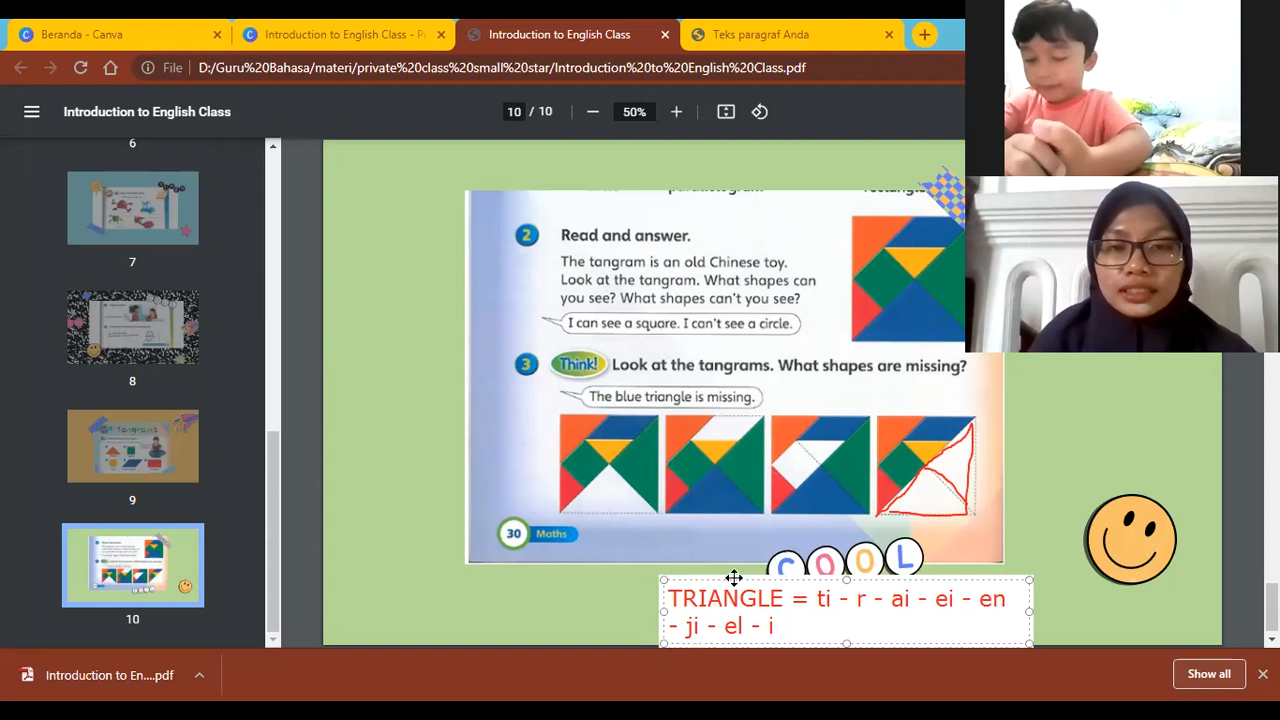 Beranda - Canva
Introduction to English Class - P
Introduction to English Class
Teks paragraf Anda
File
D:/Guru%20Bahasa/materi/private%20class%20small%20star/Introduction%20to%20English%20Class.pdf
Introduction to English Class
10 / 10
50%
6
7
8
Tangrams
9
10
parallelogram
rectangle
2 Read and answer.
The tangram is an old Chinese toy.
Look at the tangram. What shapes can
you see? What shapes can't you see?
I can see a square. I can't see a circle.
3 Think! Look at the tangrams. What shapes are missing?
The blue triangle is missing.
30 Maths
COOL
TRIANGLE = ti - r - ai - ei - en
- ji - el - i
Introduction to En....pdf
Show all